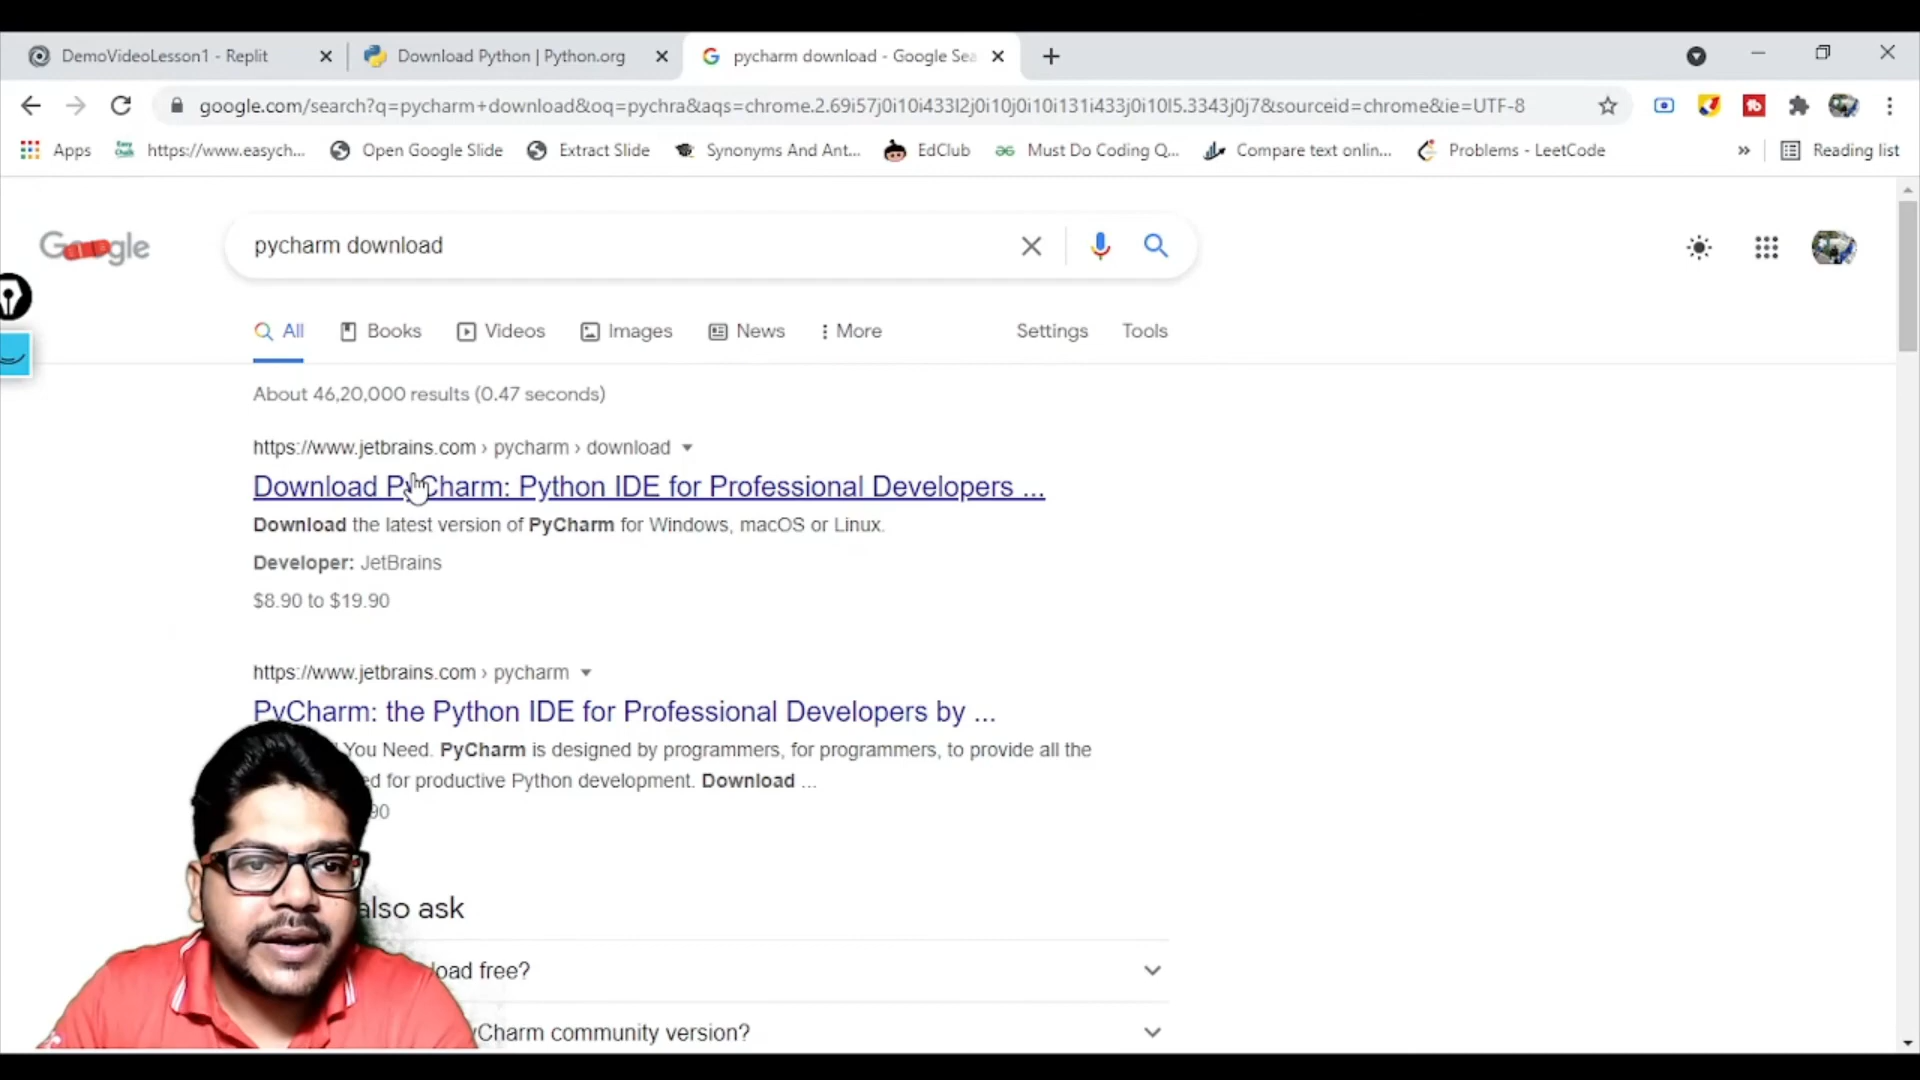 DemoVideoLesson1 - Replit
Download Python | Python.org
pycharm download - Google Sea
google.com/search?q=pycharm+download&oq=pychra&aqs=chrome.2.69i57j0i10i433l2j0i10j0i10i131i433j0i10l5.3343j0j7&sourceid=chrome&ie=UTF-8
Apps
https://www.easych...
Open Google Slide
Extract Slide
Synonyms And Ant...
EdClub
Must Do Coding Q...
Compare text onlin...
Problems - LeetCode
»
Reading list
Google
pycharm download
All
Books
Videos
Images
News
More
Settings
Tools
About 46,20,000 results (0.47 seconds)
https://www.jetbrains.com › pycharm › download
Download PyCharm: Python IDE for Professional Developers ...
Download the latest version of PyCharm for Windows, macOS or Linux.
Developer: JetBrains
$8.90 to $19.90
https://www.jetbrains.com › pycharm
PyCharm: the Python IDE for Professional Developers by ...
You Need. PyCharm is designed by programmers, for programmers, to provide all the
for productive Python development. Download ...
90
also ask
free?
Charm community version?